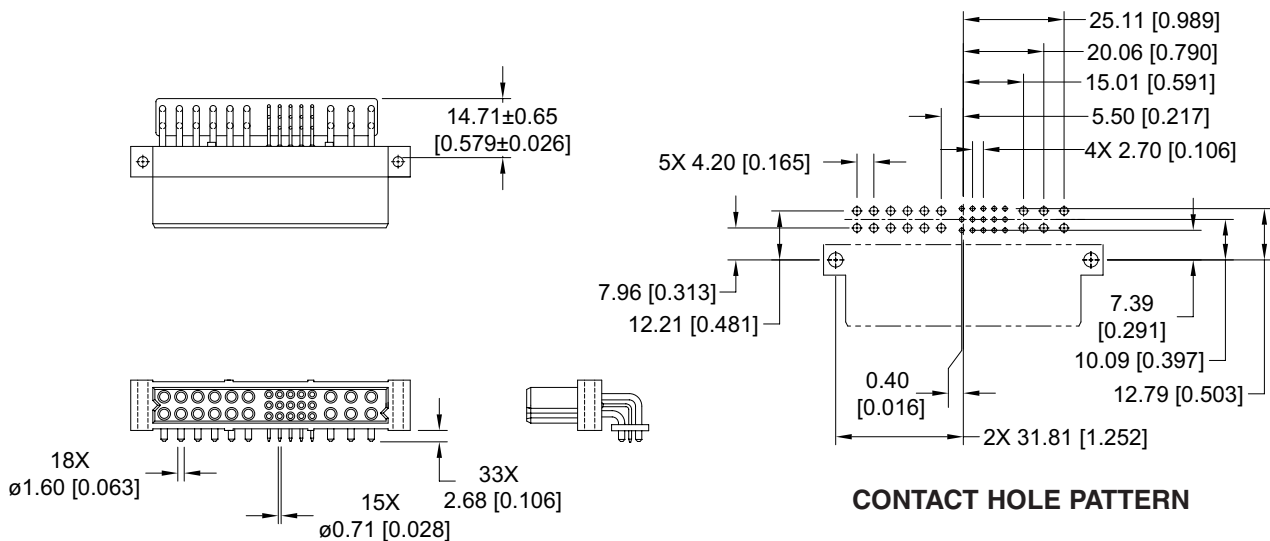 25.11 [0.989]
20.06 [0.790]
15.01 [0.591]
5.50 [0.217]
4X 2.70 [0.106]
14.71±0.65
[0.579±0.026]
5X 4.20 [0.165]
7.96 [0.313]
12.21 [0.481]
7.39
[0.291]
10.09 [0.397]
12.79 [0.503]
0.40
[0.016]
2X 31.81 [1.252]
18X
ø1.60 [0.063]
33X
2.68 [0.106]
15X
ø0.71 [0.028]
CONTACT HOLE PATTERN